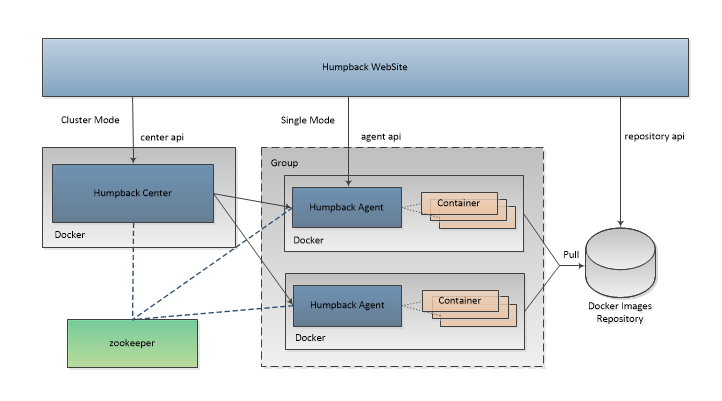 Humpback WebSite
Cluster Mode
center api
Single Mode
agent api
repository api
Group
Humpback Center
Docker
Humpback Agent
Container
Docker
Pull
Humpback Agent
Container
Docker
Docker Images
Repository
zookeeper